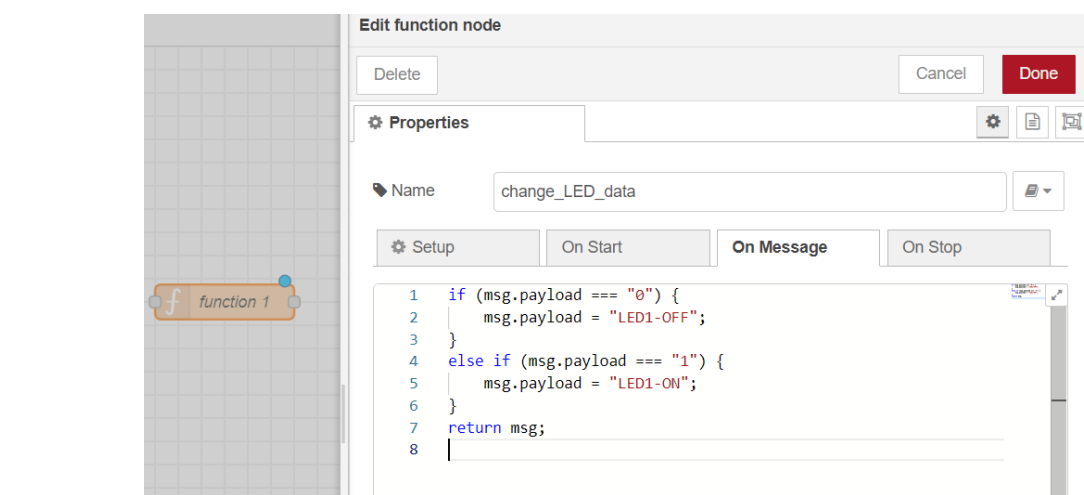 Edit function node
Delete
Cancel
Done
Properties
Name
change_LED_data
Setup
On Start
On Message
On Stop
function 1
1 if (msg.payload === "0") {
2 msg.payload = "LED1-OFF";
3 }
4 else if (msg.payload === "1") {
5 msg.payload = "LED1-ON";
6 }
7 return msg;
8